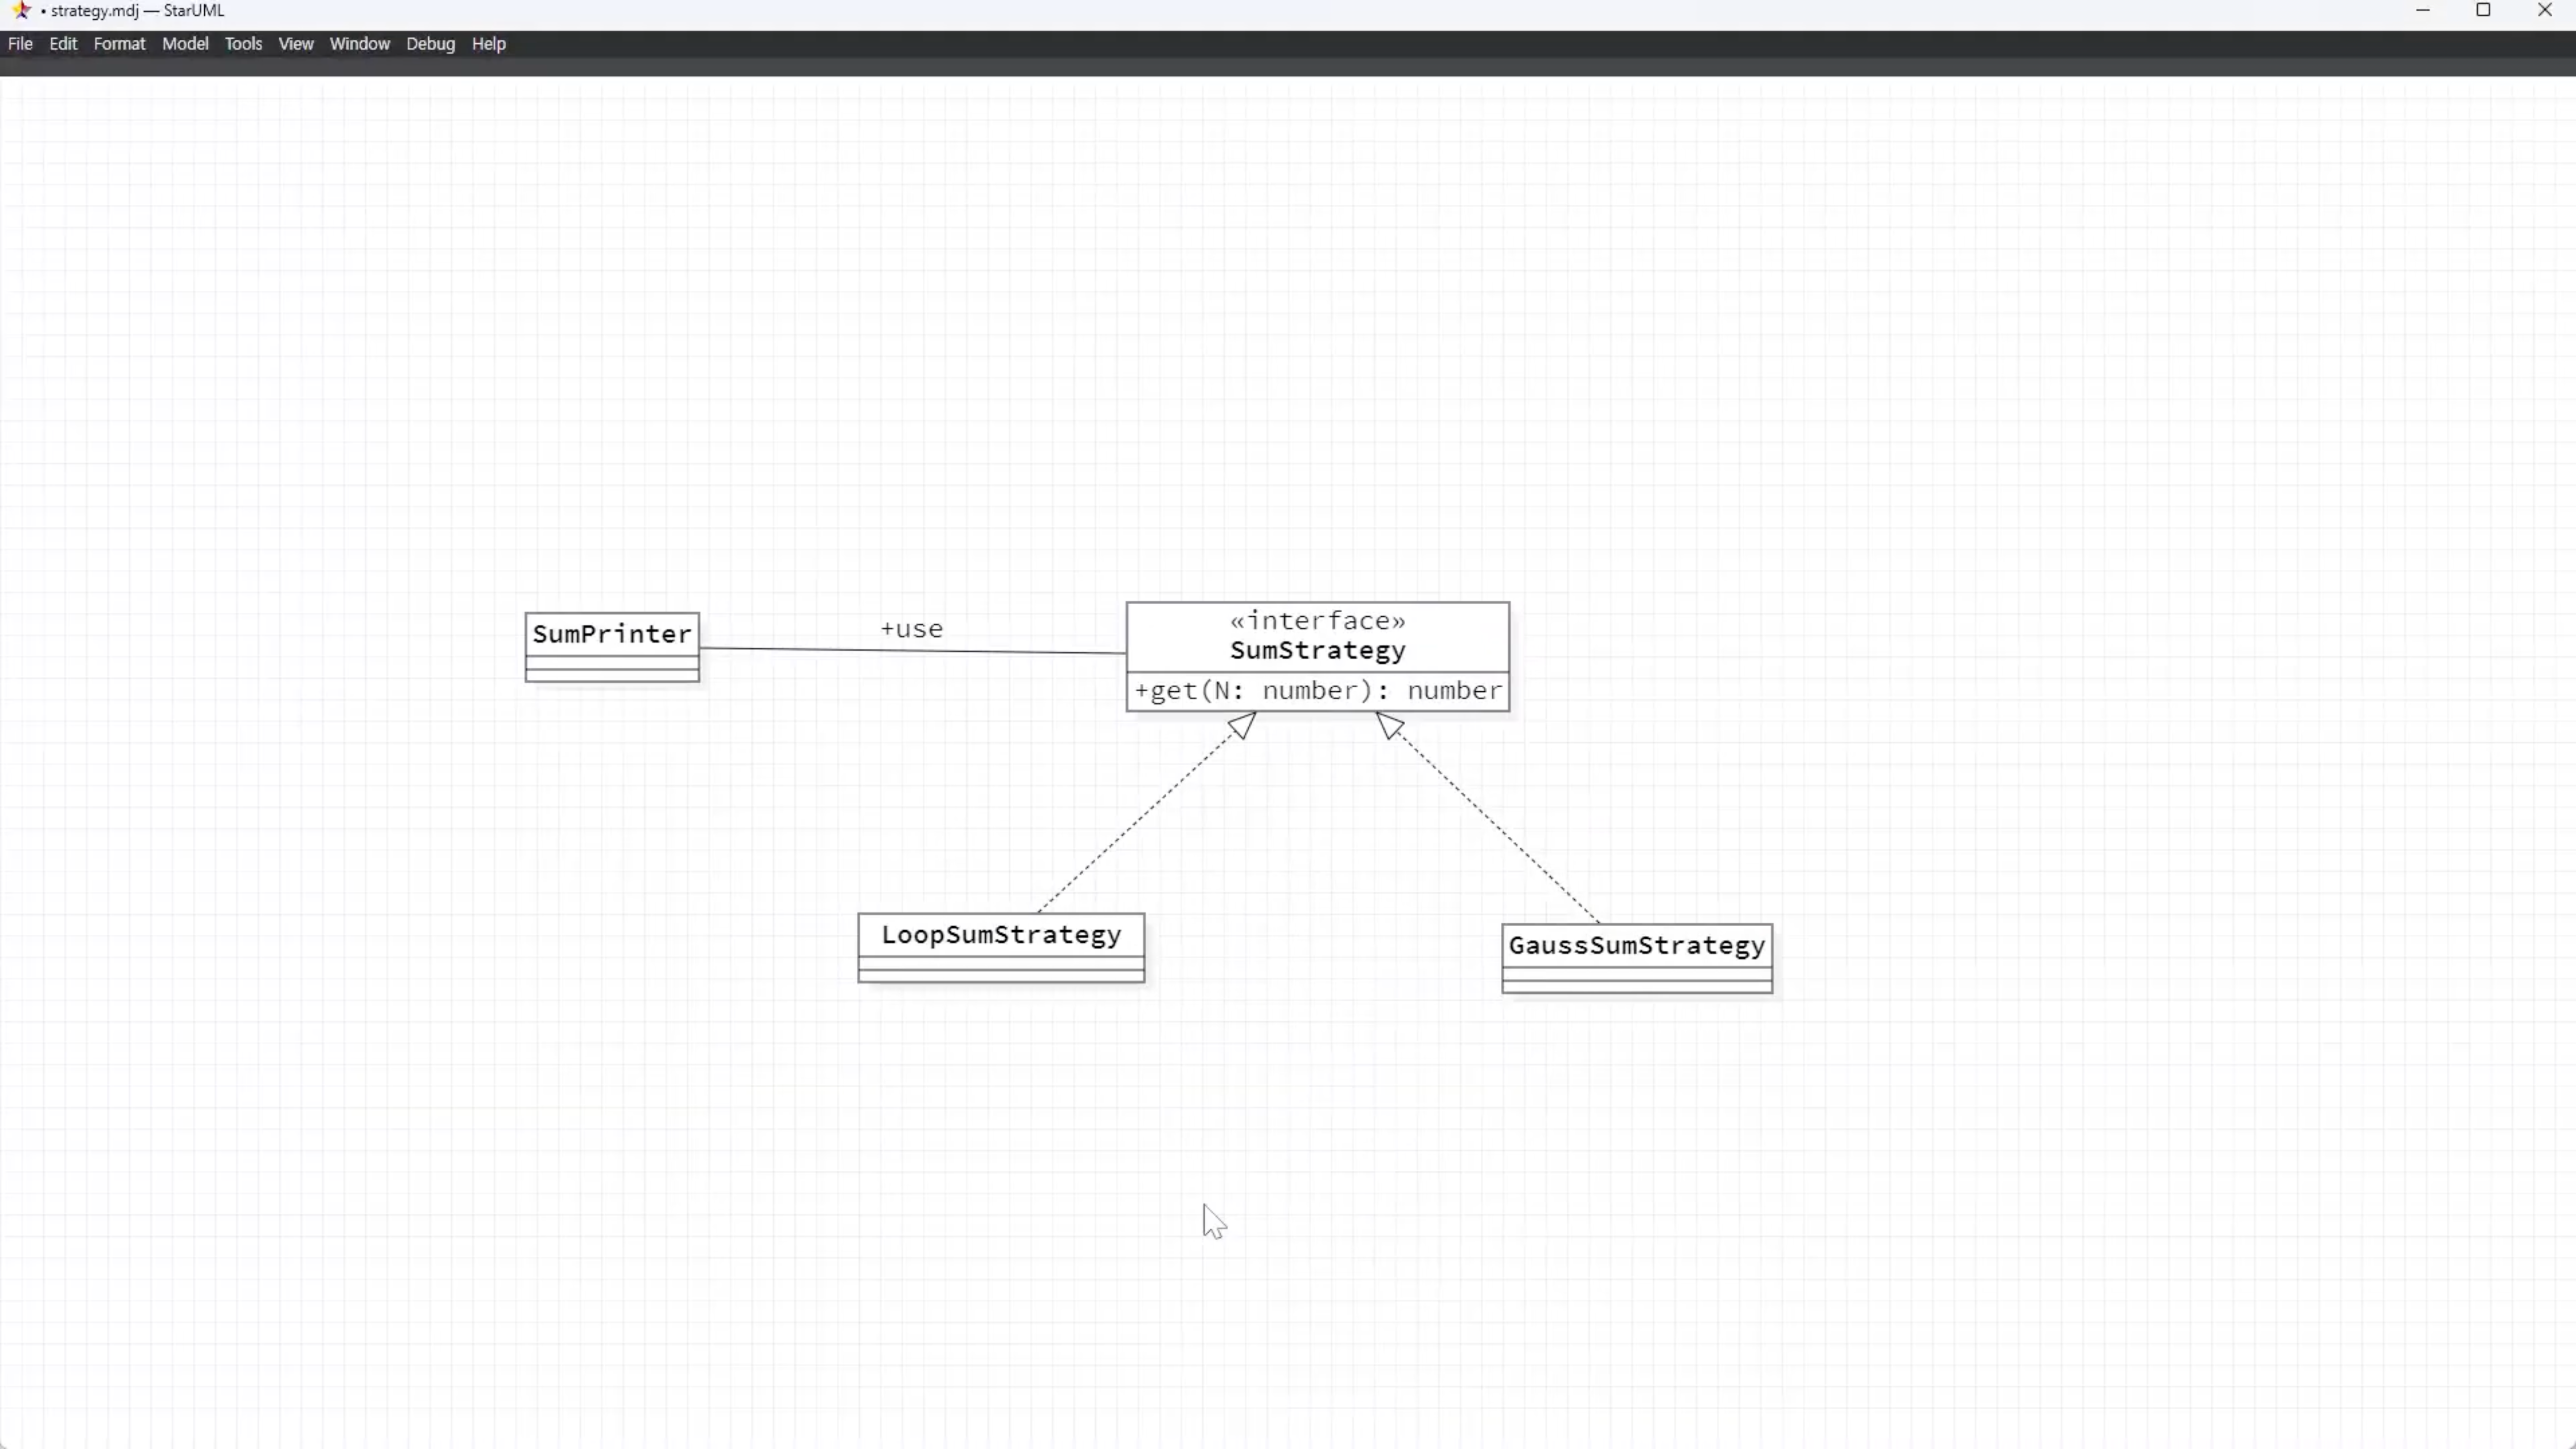 • strategy.mdj — StarUML
File Edit Format Model Tools View Window Debug Help
SumPrinter
+use
«interface»
SumStrategy
+get(N: number): number
LoopSumStrategy
GaussSumStrategy